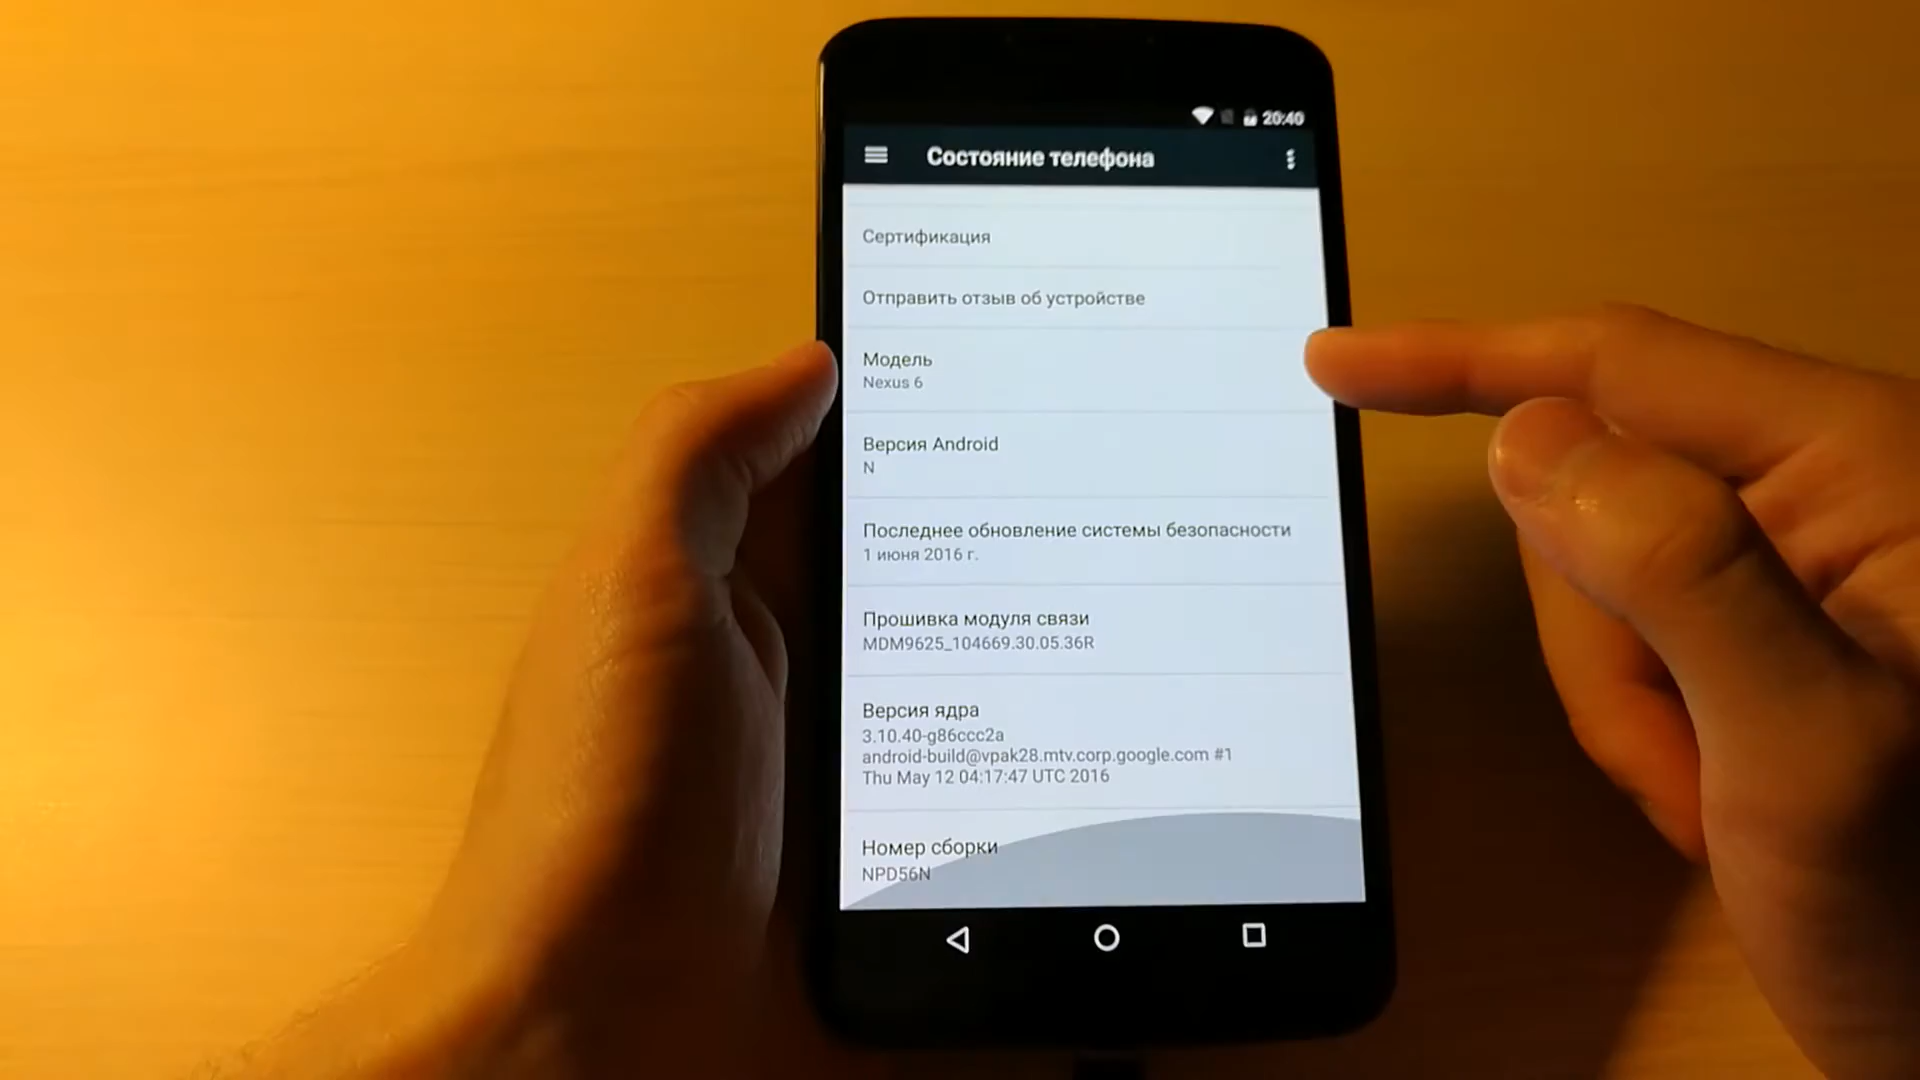 20:40
Состояние телефона
Сертификация
Отправить отзыв об устройстве
Модель
Nexus 6
Версия Android
N
Последнее обновление системы безопасности
1 июня 2016 г.
Прошивка модуля связи
MDM9625_104669.30.05.36R
Версия ядра
3.10.40-g86ccc2a
android-build@vpak28.mtv.corp.google.com #1
Thu May 12 04:17:47 UTC 2016
Номер сборки
NPD56N